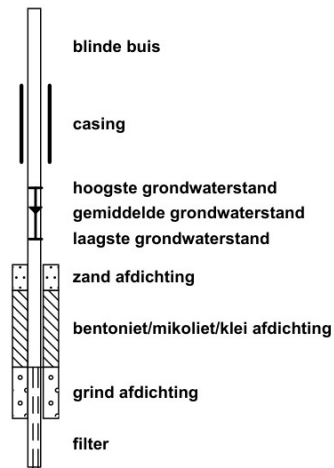 blinde buis
casing
hoogste grondwaterstand
gemiddelde grondwaterstand
laagste grondwaterstand
zand afdichting
bentoniet/mikoliet/klei afdichting
grind afdichting
filter